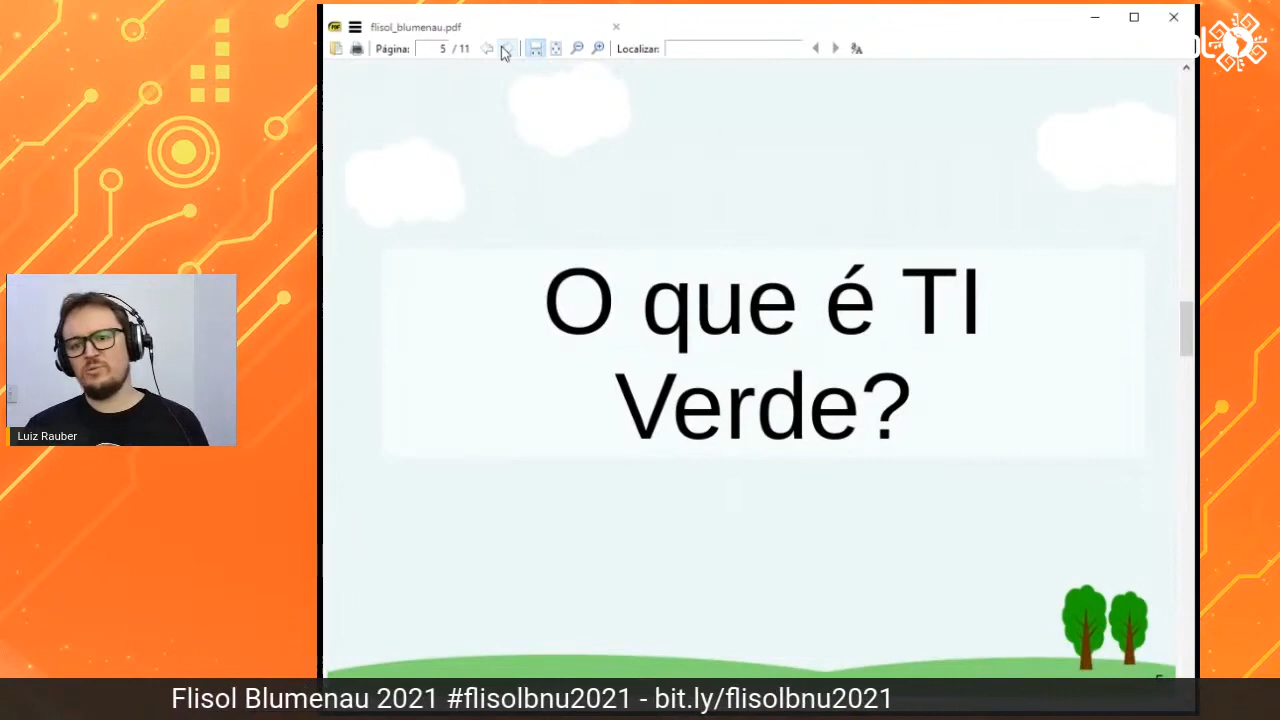 flisol_blumenau.pdf
Página: 5 / 11 Localizar:
O que é TI
Verde?
Luiz Rauber
Flisol Blumenau 2021 #flisolbnu2021 - bit.ly/flisolbnu2021